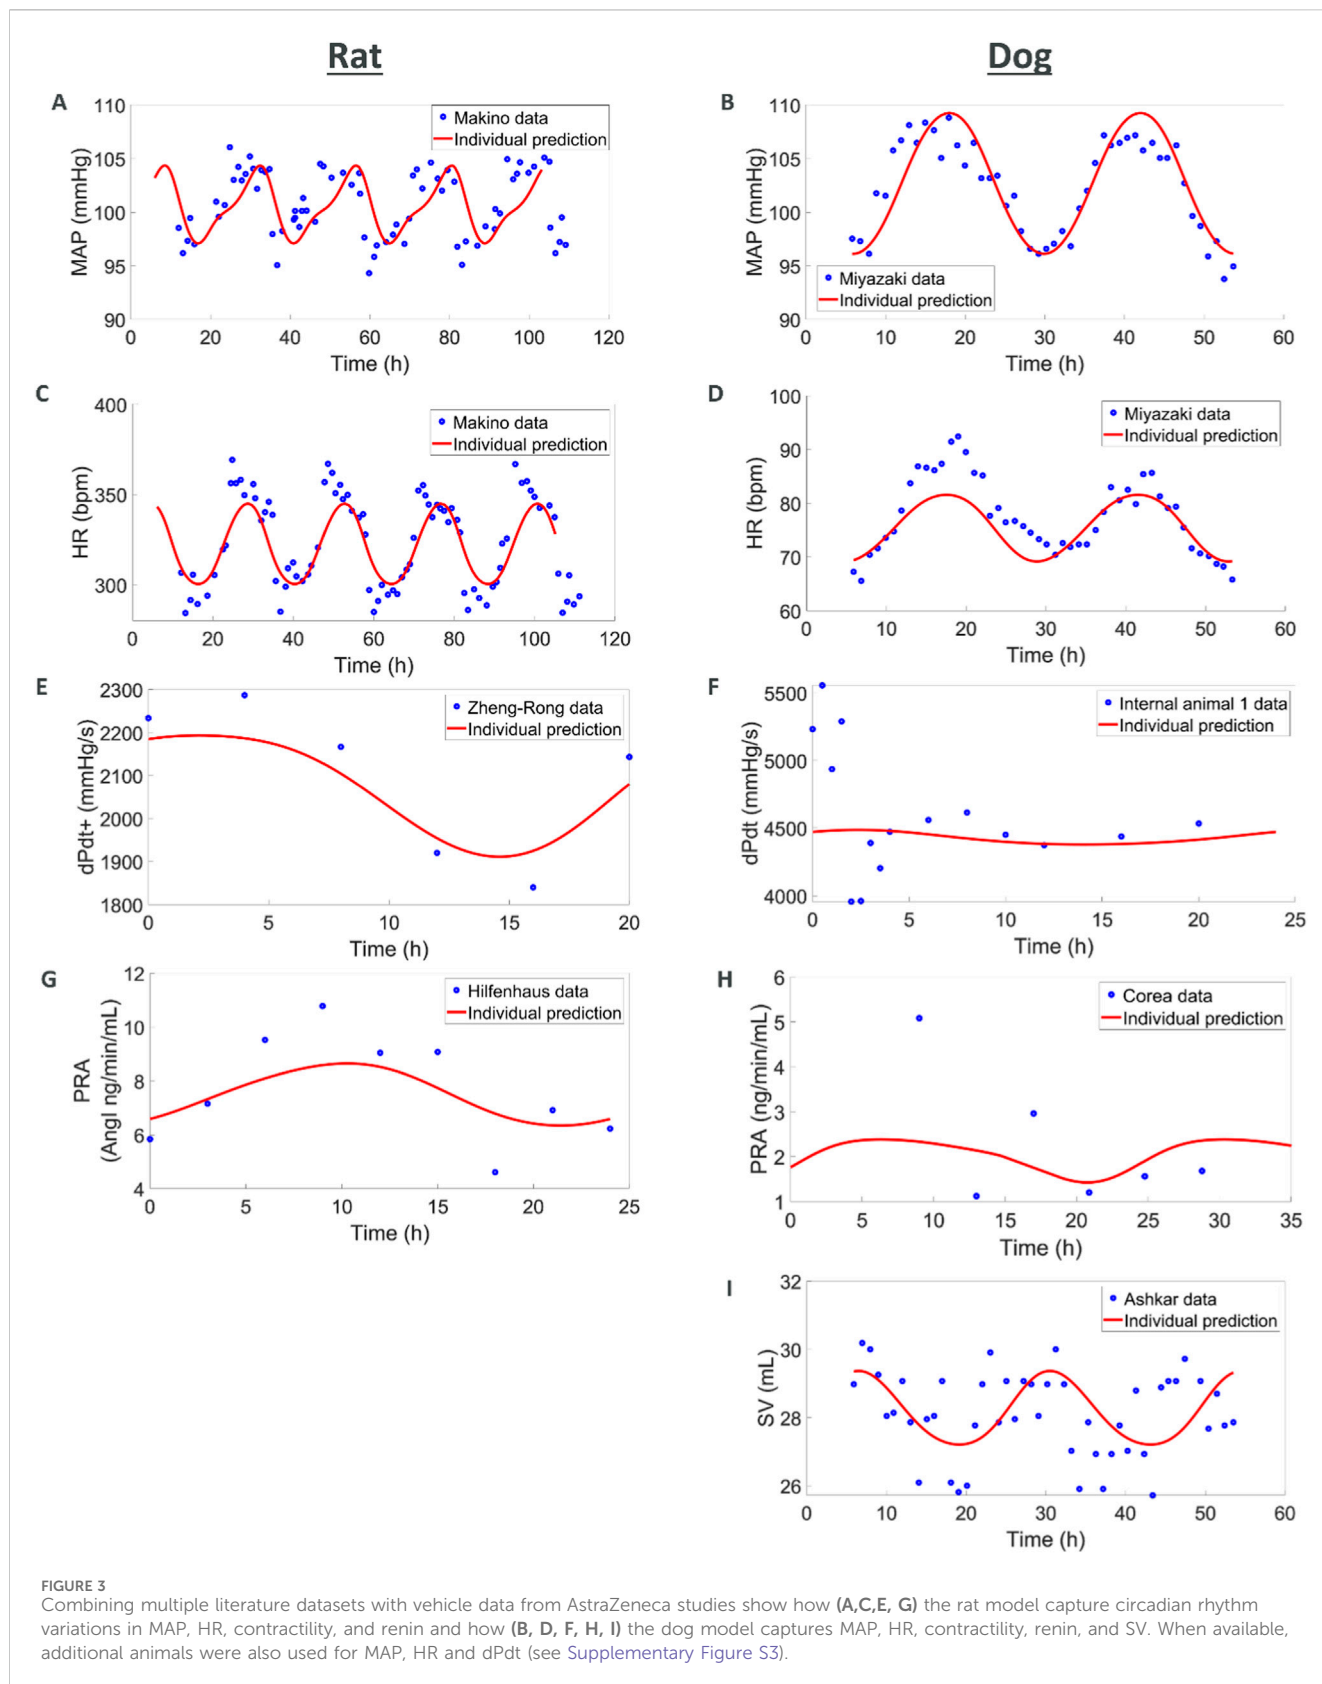 Rat
Dog
A
110
105
100
95
90
MAP (mmHg)
Makino data
Individual prediction
0 20 40 60 80 100 120
Time (h)
B
110
105
100
95
90
MAP (mmHg)
Miyazaki data
Individual prediction
0 10 20 30 40 50 60
Time (h)
C
400
350
300
HR (bpm)
Makino data
Individual prediction
0 20 40 60 80 100 120
Time (h)
D
100
90
80
70
60
HR (bpm)
Miyazaki data
Individual prediction
0 10 20 30 40 50 60
Time (h)
E
2300
2200
2100
2000
1900
1800
dPdt+ (mmHg/s)
Zheng-Rong data
Individual prediction
0 5 10 15 20
Time (h)
F
5500
5000
4500
4000
dPdt (mmHg/s)
Internal animal 1 data
Individual prediction
0 5 10 15 20 25
Time (h)
G
12
10
8
6
4
PRA
(AngI ng/min/mL)
Hilfenhaus data
Individual prediction
0 5 10 15 20 25
Time (h)
H
6
5
4
3
2
1
PRA (ng/min/mL)
Corea data
Individual prediction
0 5 10 15 20 25 30 35
Time (h)
I
32
30
28
26
SV (mL)
Ashkar data
Individual prediction
0 10 20 30 40 50 60
Time (h)
FIGURE 3
Combining multiple literature datasets with vehicle data from AstraZeneca studies show how (A,C,E, G) the rat model capture circadian rhythm
variations in MAP, HR, contractility, and renin and how (B, D, F, H, I) the dog model captures MAP, HR, contractility, renin, and SV. When available,
additional animals were also used for MAP, HR and dPdt (see Supplementary Figure S3).